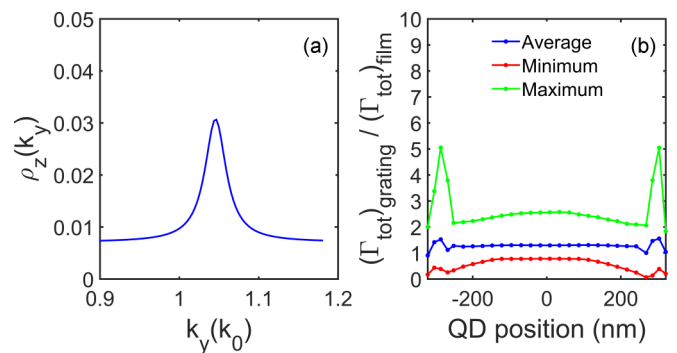 0.05
0.04
0.03
0.02
0.01
0
0.9
1
1.1
1.2
ρz(ky)
ky(k0)
(a)
10
9
8
7
6
5
4
3
2
1
0
-200
0
200
(Γtot)grating / (Γtot)film
QD position (nm)
Average
Minimum
Maximum
(b)